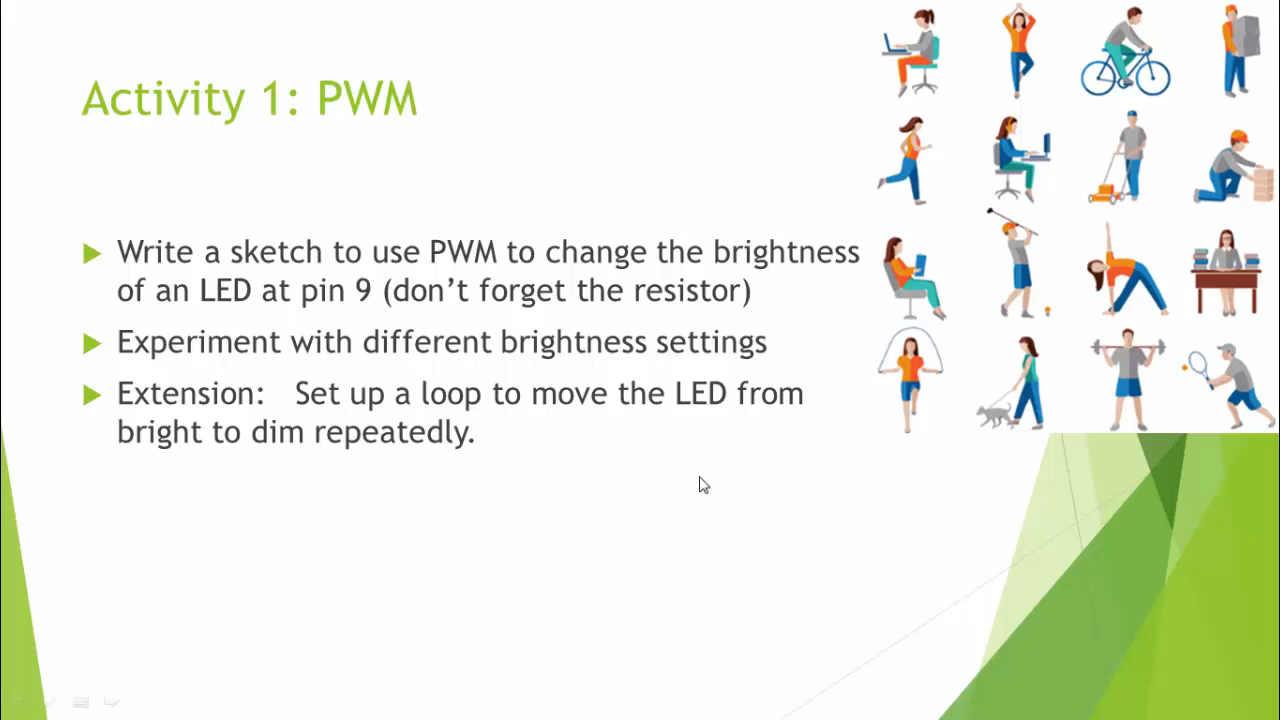 Activity 1: PWM
Write a sketch to use PWM to change the brightness
of an LED at pin 9 (don’t forget the resistor)
Experiment with different brightness settings
Extension:   Set up a loop to move the LED from
bright to dim repeatedly.